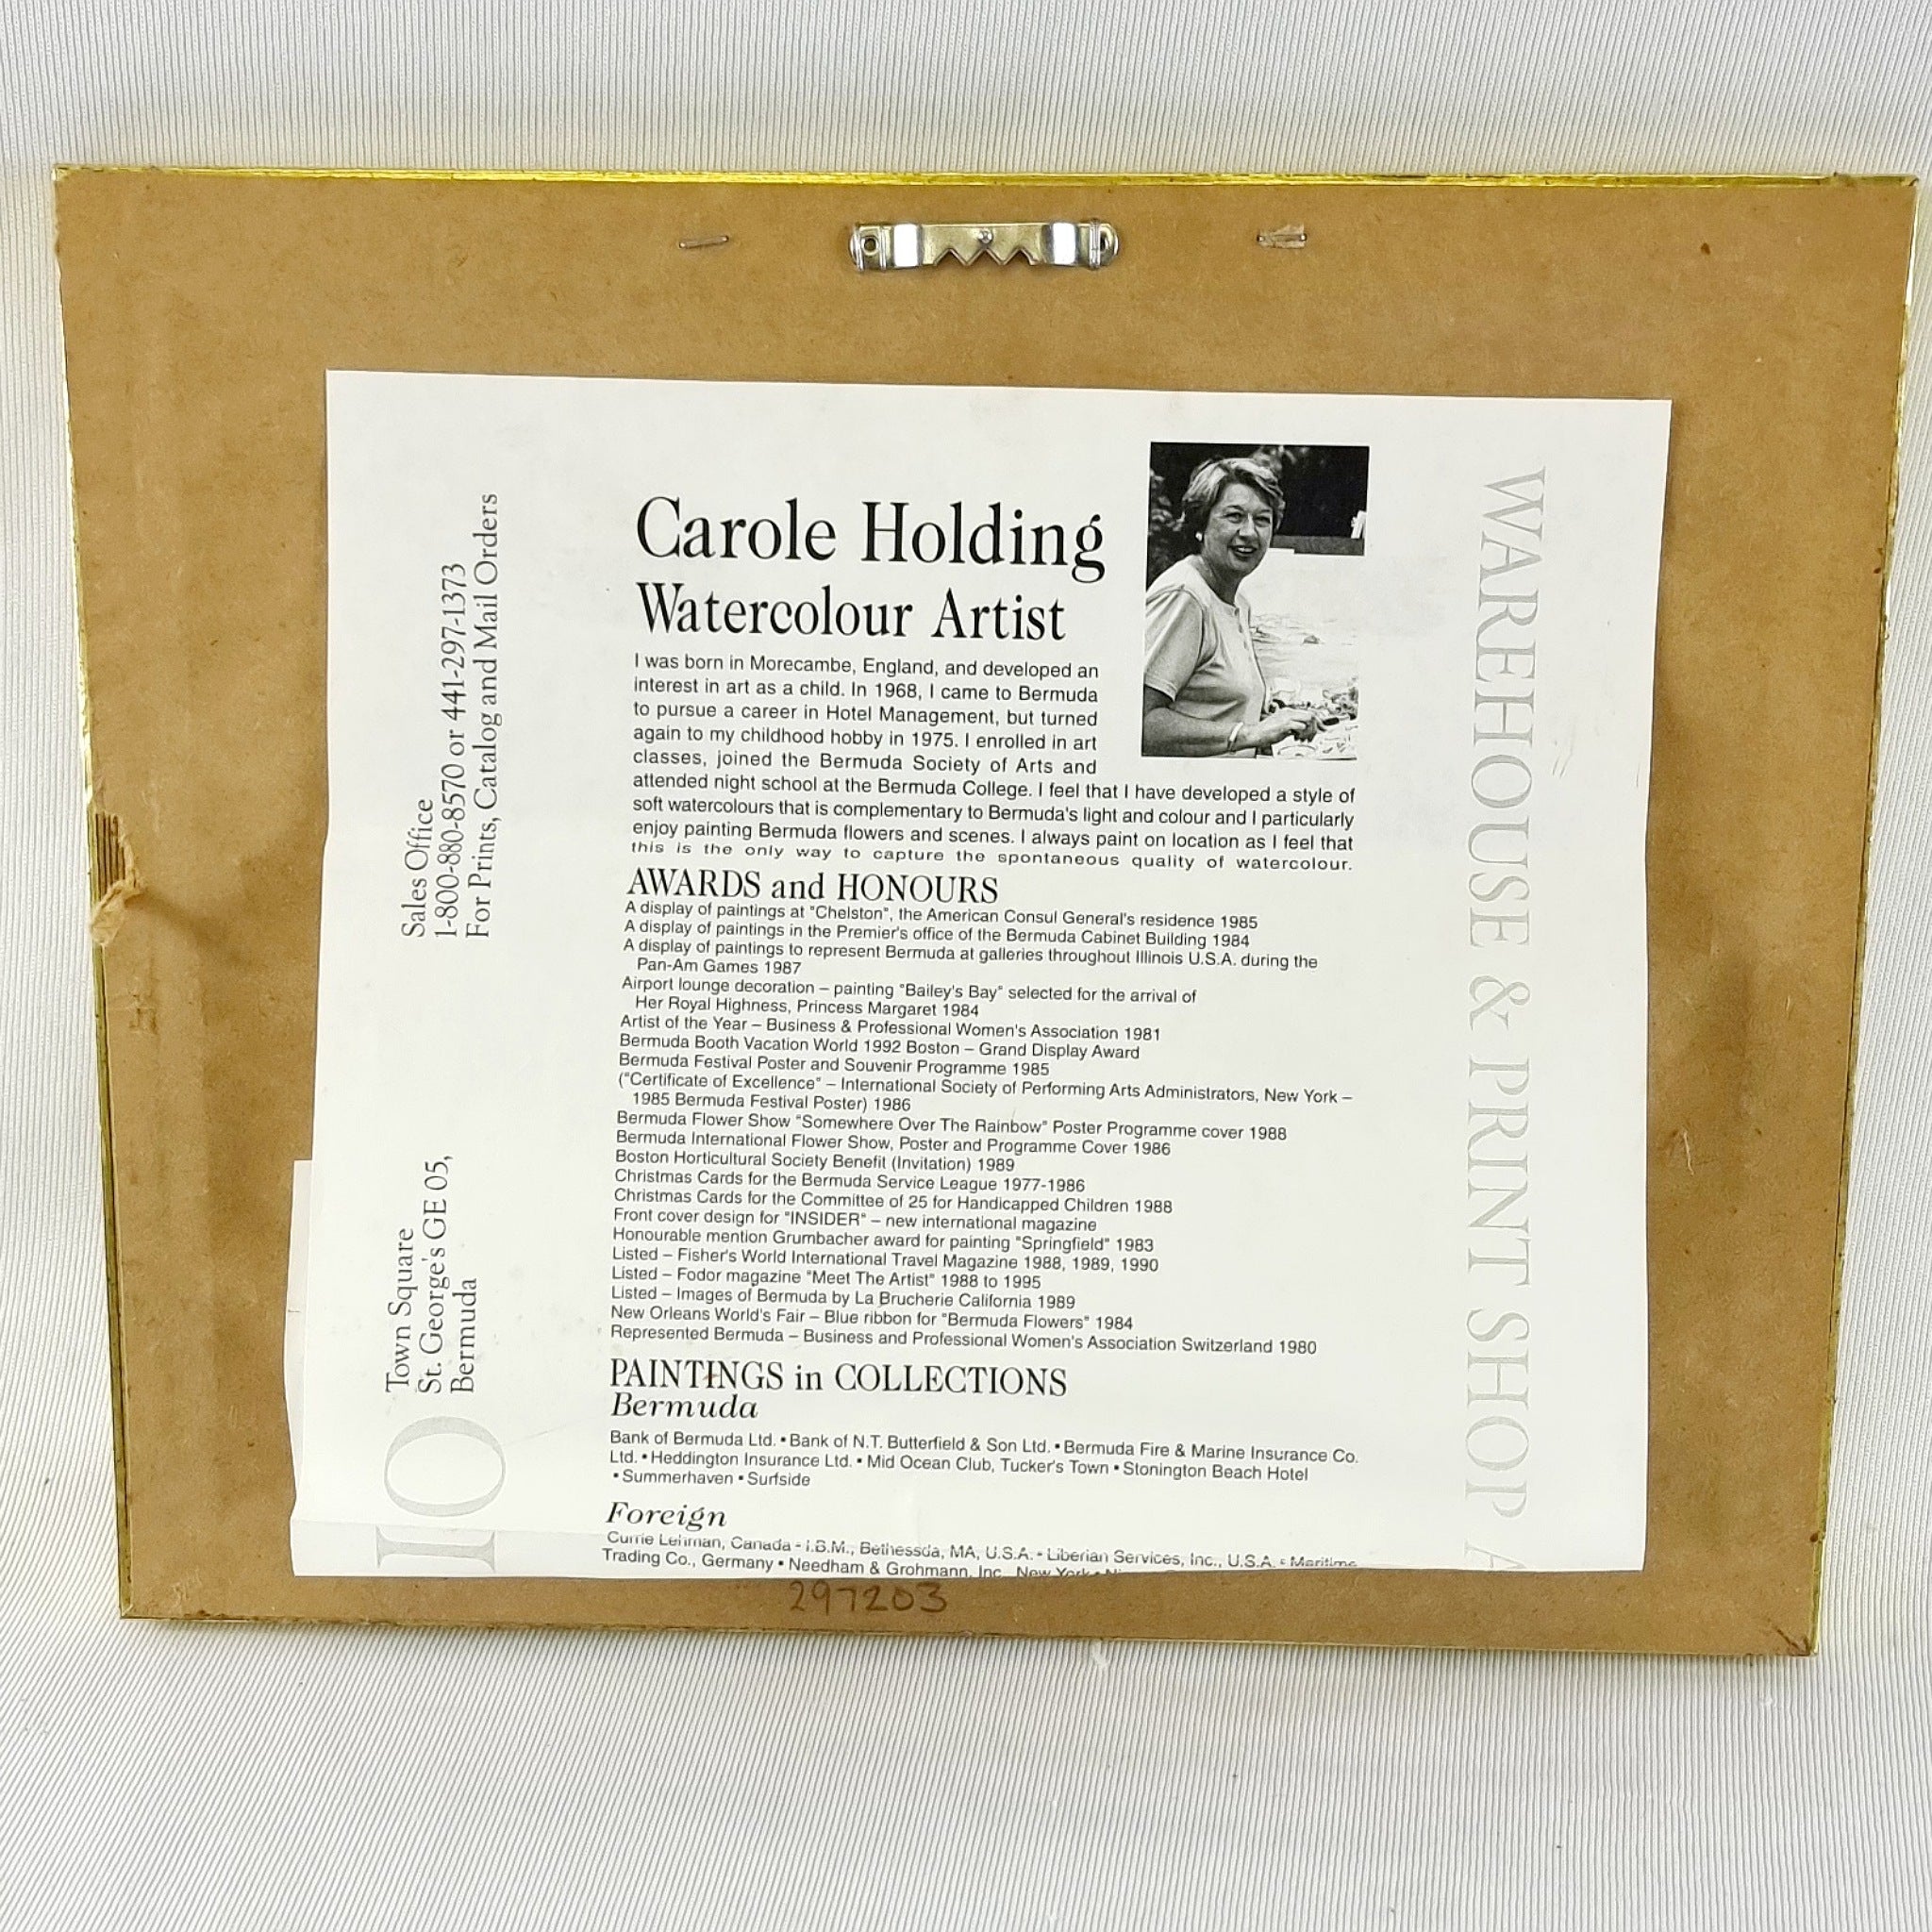 Carole Holding
Watercolour Artist
I was born in Morecambe, England, and developed an
interest in art as a child. In 1968, I came to Bermuda
to pursue a career in Hotel Management, but turned
again to my childhood hobby in 1975. I enrolled in art
classes, joined the Bermuda Society of Arts and
attended night school at the Bermuda College. I feel that I have developed a style of
soft watercolours that is complementary to Bermuda's light and colour and I particularly
enjoy painting Bermuda flowers and scenes. I always paint on location as I feel that
this is the only way to capture the spontaneous quality of watercolour.
AWARDS and HONOURS
A display of paintings at "Chelston", the American Consul General's residence 1985
A display of paintings in the Premier's office of the Bermuda Cabinet Building 1984
A display of paintings to represent Bermuda at galleries throughout Illinois U.S.A. during the
Pan-Am Games 1987
Airport lounge decoration – painting "Bailey's Bay" selected for the arrival of
Her Royal Highness, Princess Margaret 1984
Artist of the Year – Business & Professional Women's Association 1981
Bermuda Booth Vacation World 1992 Boston – Grand Display Award
Bermuda Festival Poster and Souvenir Programme 1985
("Certificate of Excellence" – International Society of Performing Arts Administrators, New York –
1985 Bermuda Festival Poster) 1986
Bermuda Flower Show "Somewhere Over The Rainbow" Poster Programme cover 1988
Bermuda International Flower Show, Poster and Programme Cover 1986
Boston Horticultural Society Benefit (Invitation) 1989
Christmas Cards for the Bermuda Service League 1977-1986
Christmas Cards for the Committee of 25 for Handicapped Children 1988
Front cover design for "INSIDER" – new international magazine
Honourable mention Grumbacher award for painting "Springfield" 1983
Listed – Fisher's World International Travel Magazine 1988, 1989, 1990
Listed – Fodor magazine "Meet The Artist" 1988 to 1995
Listed – Images of Bermuda by La Brucherie California 1989
New Orleans World's Fair – Blue ribbon for "Bermuda Flowers" 1984
Represented Bermuda – Business and Professional Women's Association Switzerland 1980
PAINTINGS in COLLECTIONS
Bermuda
Bank of Bermuda Ltd. • Bank of N.T. Butterfield & Son Ltd. • Bermuda Fire & Marine Insurance Co.
Ltd. • Heddington Insurance Ltd. • Mid Ocean Club, Tucker's Town • Stonington Beach Hotel
• Summerhaven • Surfside
Foreign
Currie Lehman, Canada • I.B.M., Bethessda, MA, U.S.A. • Liberian Services, Inc., U.S.A. • Maritime
Trading Co., Germany • Needham & Grohmann, Inc. New York •
297203
Sales Office
1-800-880-8570 or 441-297-1373
For Prints, Catalog and Mail Orders
Town Square
St. George's GE 05,
Bermuda
IO
WAREHOUSE & PRINT SHOP A